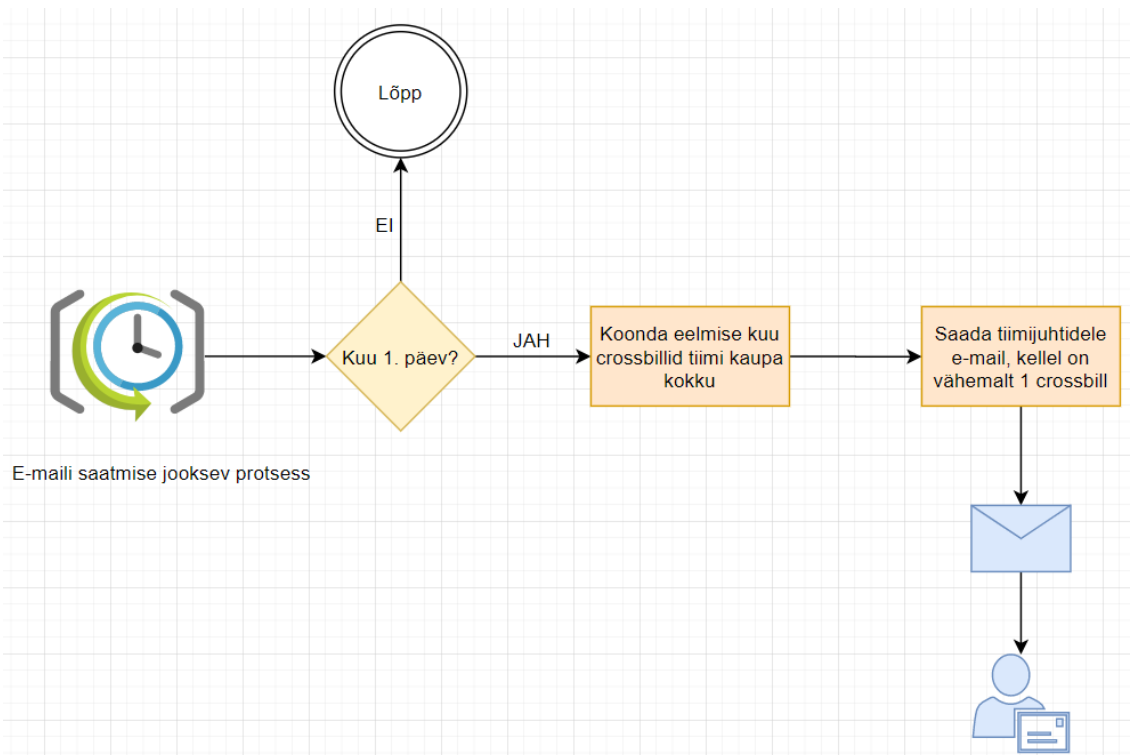 Lõpp
EI
Kuu 1. päev?
JAH
Koonda eelmise kuu
crossbillid tiimi kaupa
kokku
Saada tiimijuhtidele
e-mail, kellel on
vähemalt 1 crossbill
E-maili saatmise jooksev protsess